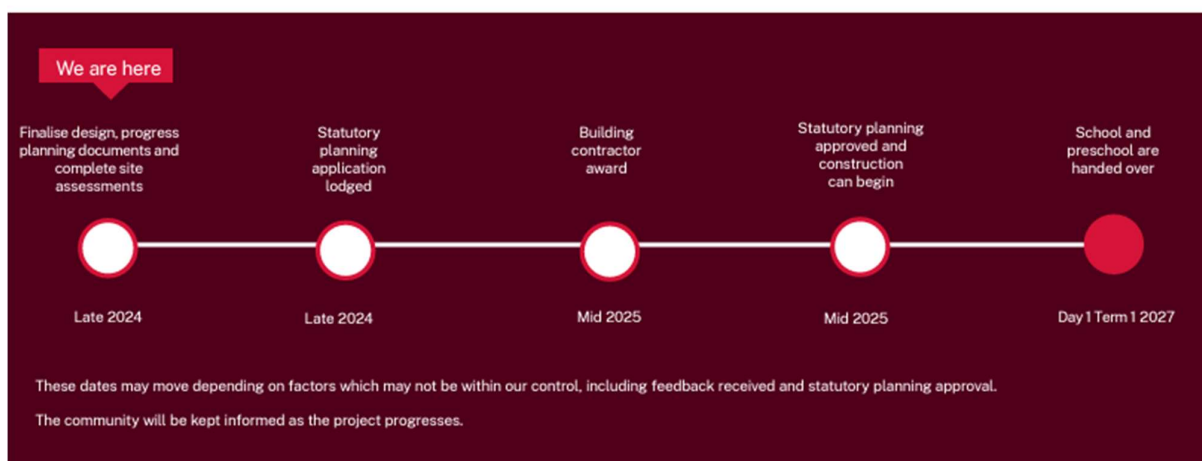 We are here
Finalise design, progress
planning documents and
complete site
assessments
Late 2024
Statutory
planning
application
lodged
Late 2024
Building
contractor
award
Mid 2025
Statutory planning
approved and
construction
can begin
Mid 2025
School and
preschool are
handed over
Day 1 Term 1 2027
These dates may move depending on factors which may not be within our control, including feedback received and statutory planning approval.
The community will be kept informed as the project progresses.